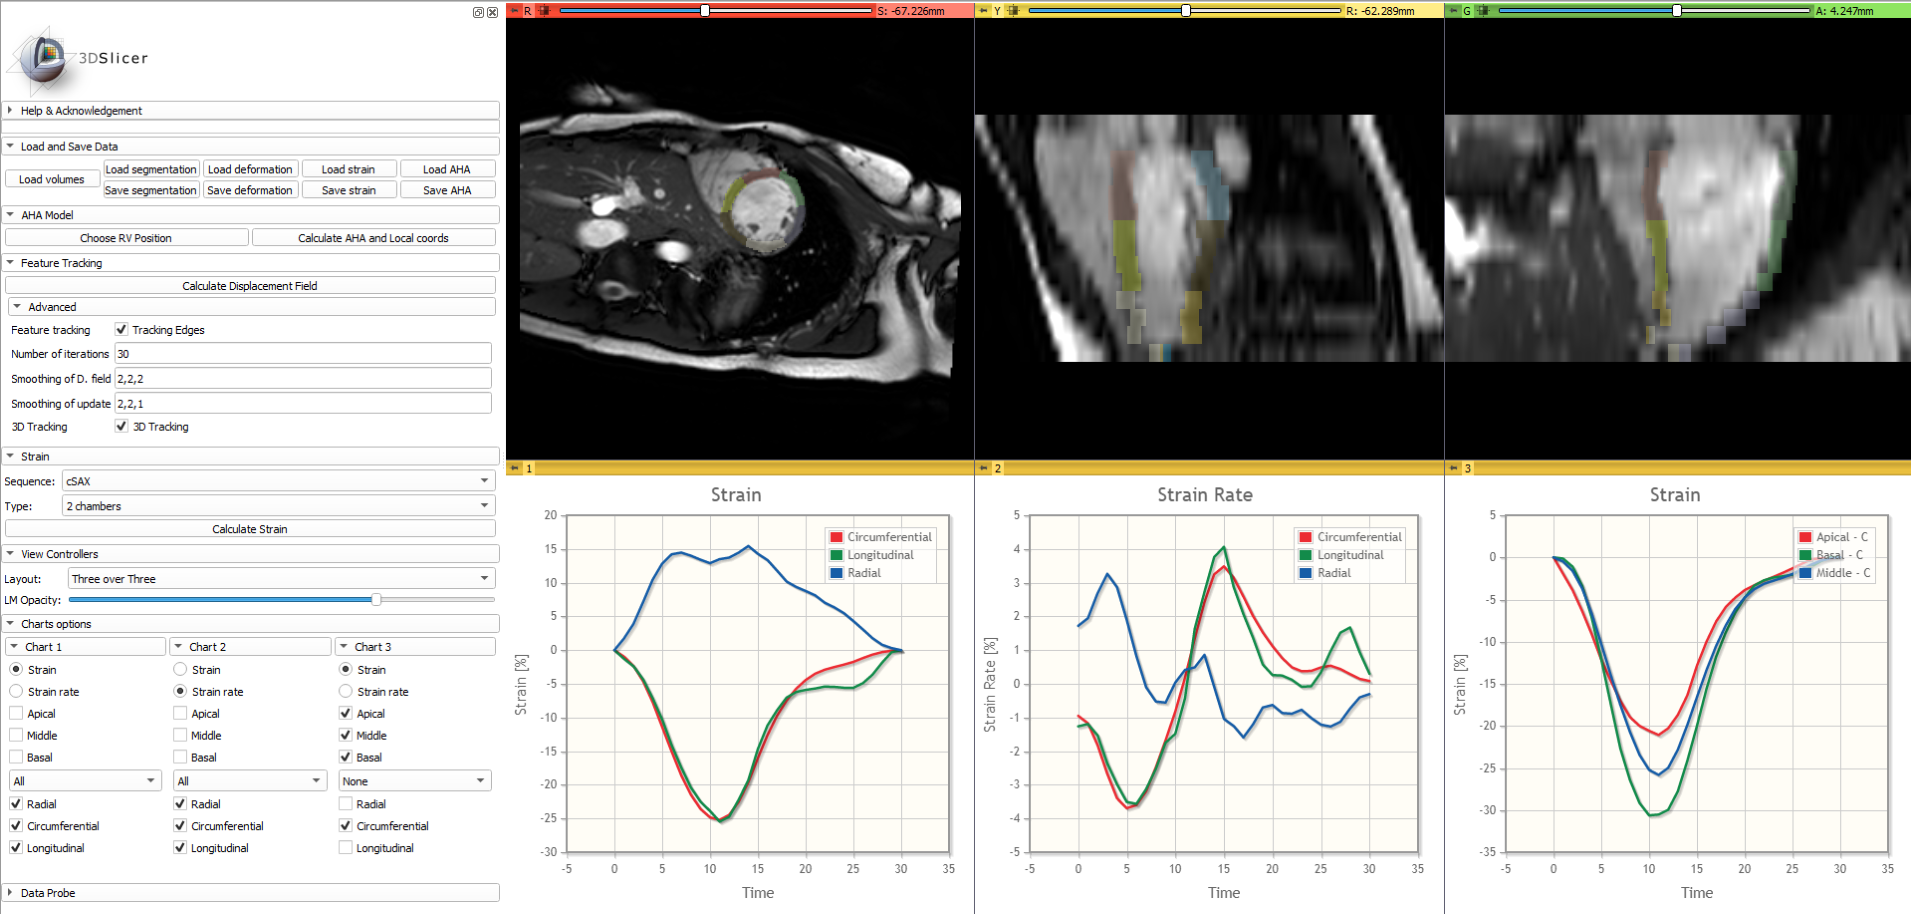 3DSlicer
Help & Acknowledgement
Load and Save Data
Load volumes
Load segmentation Load deformation Load strain Load AHA
Save segmentation Save deformation Save strain Save AHA
AHA Model
Choose RV Position Calculate AHA and Local coords
Feature Tracking
Calculate Displacement Field
Advanced
Feature tracking Tracking Edges
Number of iterations 30
Smoothing of D. field 2,2,2
Smoothing of update 2,2,1
3D Tracking 3D Tracking
Strain
Sequence: cSAX
Type: 2 chambers
Calculate Strain
View Controllers
Layout: Three over Three
LM Opacity:
Charts options
Chart 1 Chart 2 Chart 3
Strain Strain Strain
Strain rate Strain rate Strain rate
Apical Apical Apical
Middle Middle Middle
Basal Basal Basal
All All None
Radial Radial Radial
Circumferential Circumferential Circumferential
Longitudinal Longitudinal Longitudinal
Data Probe
R S: -67.226mm
Y R: -62.289mm
G A: 4.247mm
1
Strain
Circumferential
Longitudinal
Radial
Strain [%]
20
15
10
5
0
-5
-10
-15
-20
-25
-30
-5 0 5 10 15 20 25 30 35
Time
2
Strain Rate
Circumferential
Longitudinal
Radial
Strain Rate [%]
5
4
3
2
1
0
-1
-2
-3
-4
-5
-5 0 5 10 15 20 25 30 35
Time
3
Strain
Apical - C
Basal - C
Middle - C
Strain [%]
5
0
-5
-10
-15
-20
-25
-30
-35
-5 0 5 10 15 20 25 30 35
Time